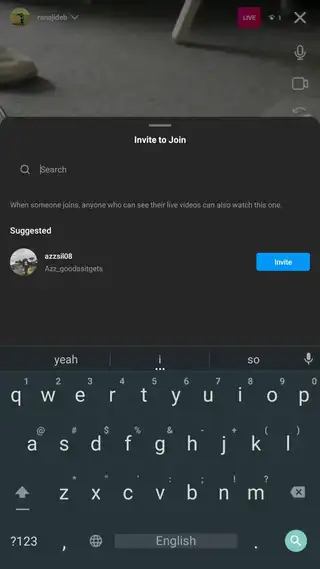 ronojideb
LIVE
1
Invite to Join
Search
When someone joins, anyone who can see their live videos can also watch this one.
Suggested
azzsil08
Azz_goodasitgets
Invite
yeah i so
1 2 3 4 5 6 7 8 9 0
q w e r t y u i o p
@ # $ % & - + ( )
a s d f g h j k l
* " ' : ; ! ?
z x c v b n m
?123 , English .